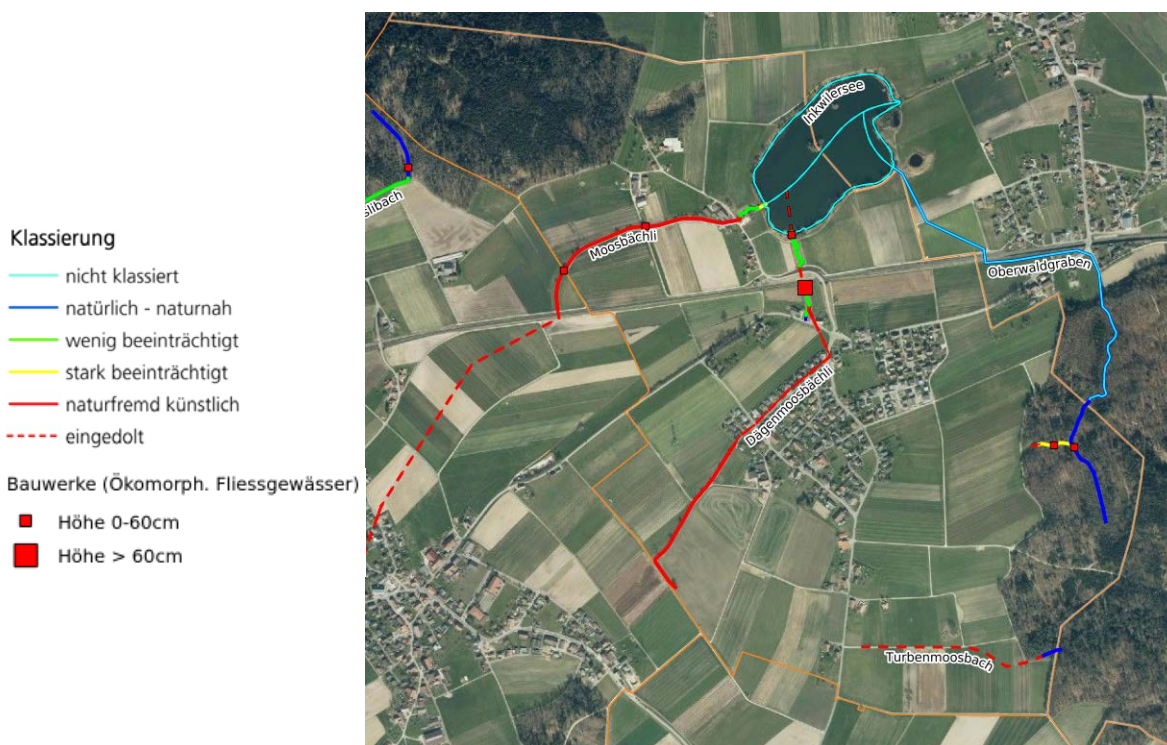 Klassierung
nicht klassiert
natürlich - naturnah
wenig beeinträchtigt
stark beeinträchtigt
naturfremd künstlich
eingedolt
Bauwerke (Ökomorph. Fliessgewässer)
Höhe 0-60cm
Höhe > 60cm
Inkwilersee
slibach
Moosbächli
Oberwaldgraben
Dägenmoosbächli
Turbenmoosbach